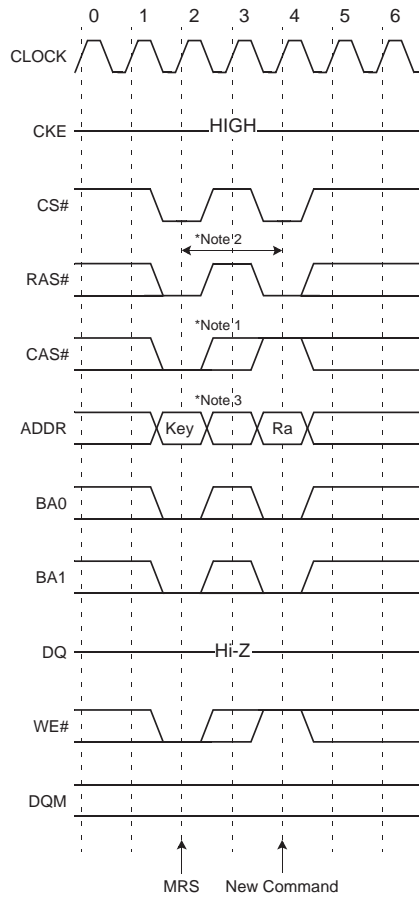 0 1 2 3 4 5 6
CLOCK
CKE HIGH
CS#
*Note 2
RAS#
*Note 1
CAS#
*Note 3
ADDR Key Ra
BA0
BA1
DQ Hi-Z
WE#
DQM
MRS New Command